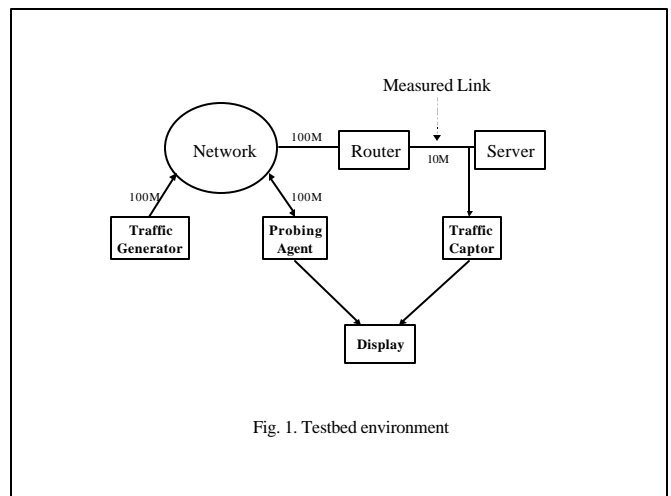 Measured Link
Network
100M
Router
10M
Server
100M
100M
Traffic
Generator
Probing
Agent
Traffic
Captor
Display
Fig. 1. Testbed environment